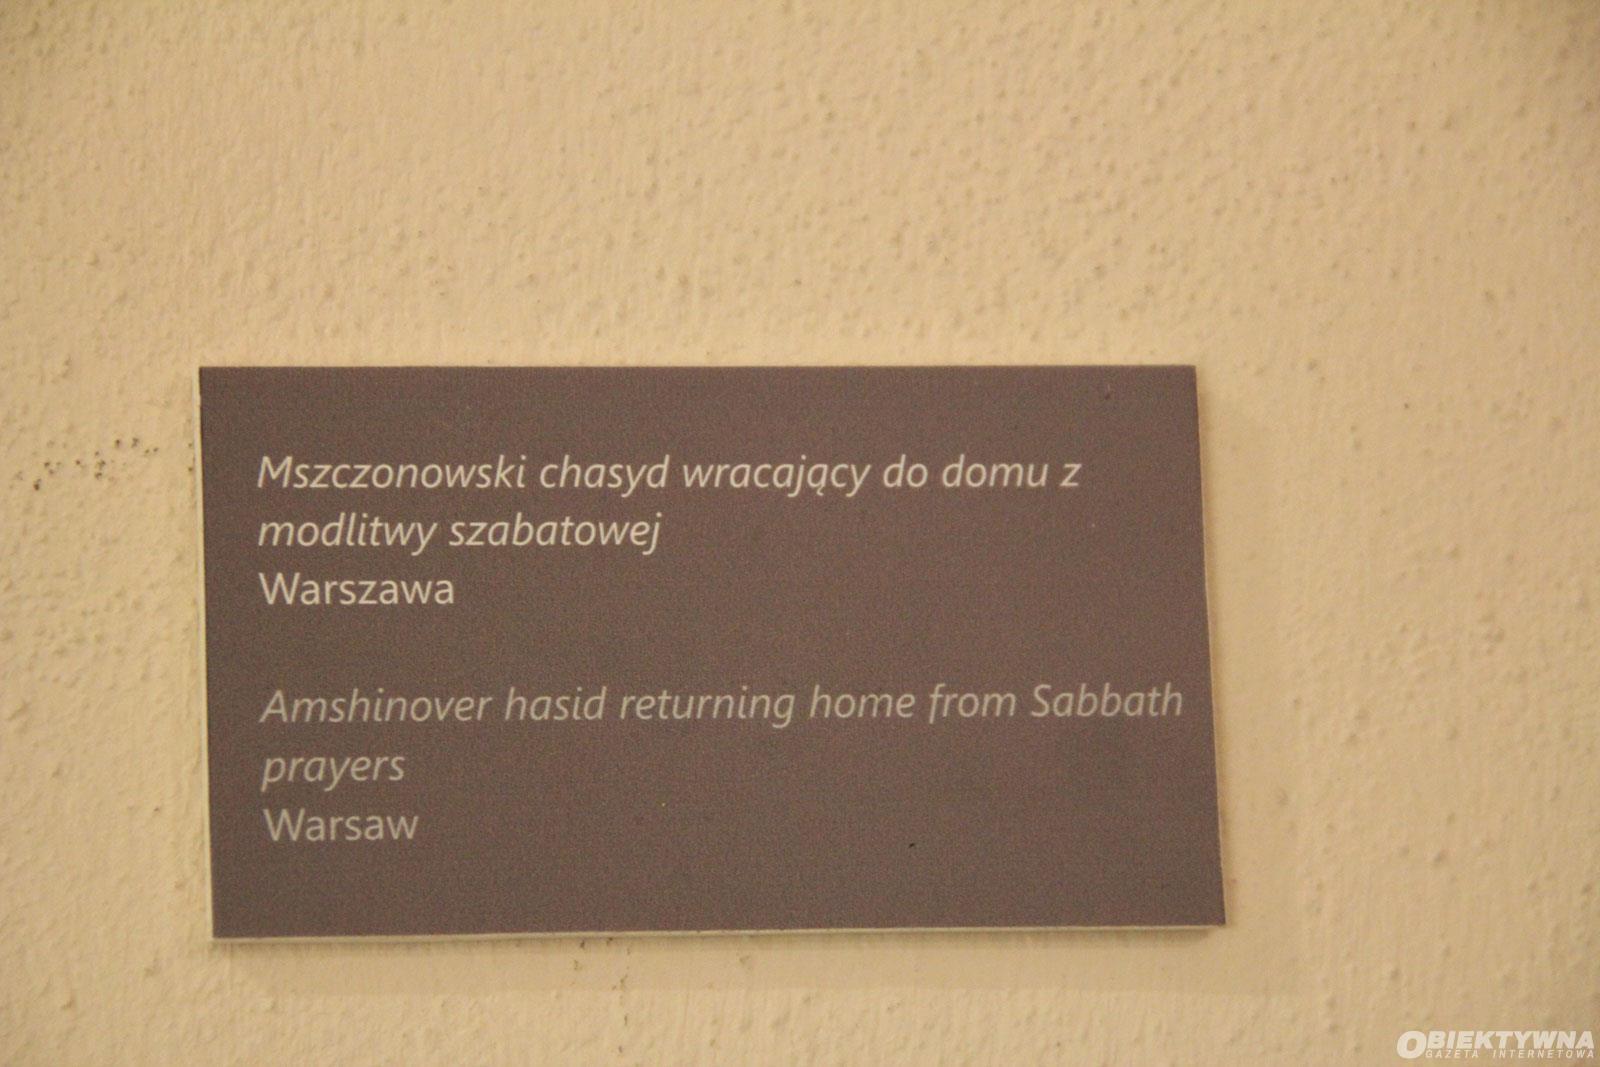 Mszczonowski chasyd wracający do domu z
modlitwy szabatowej
Warszawa
Amshinover hasid returning home from Sabbath
prayers
Warsaw
OBIEKTYWNA
GAZETA INTERNETOWA